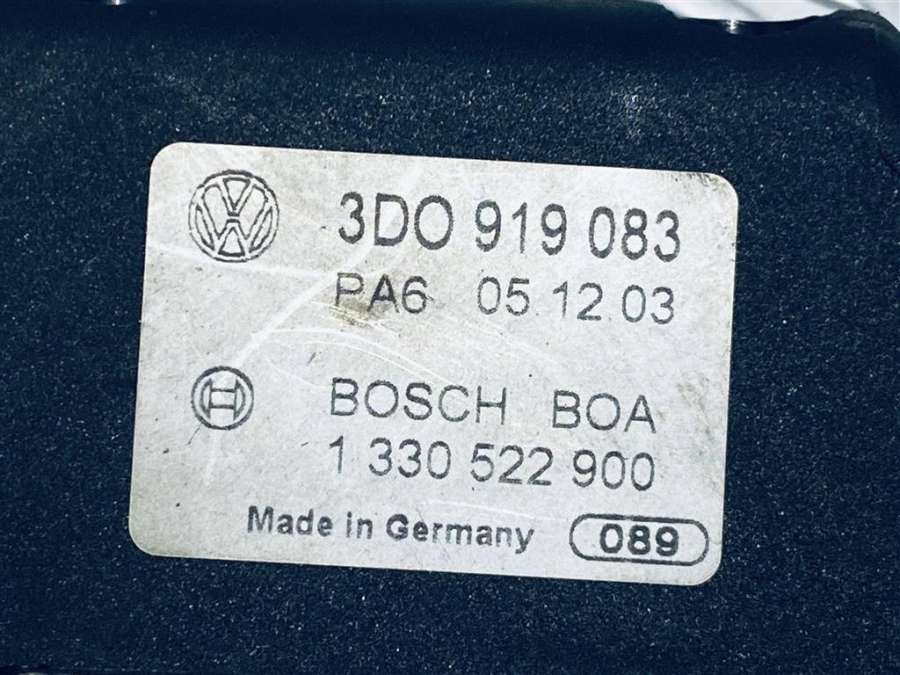 3D0 919 083
PA6 05.12.03
BOSCH BOA
1 330 522 900
Made in Germany 089